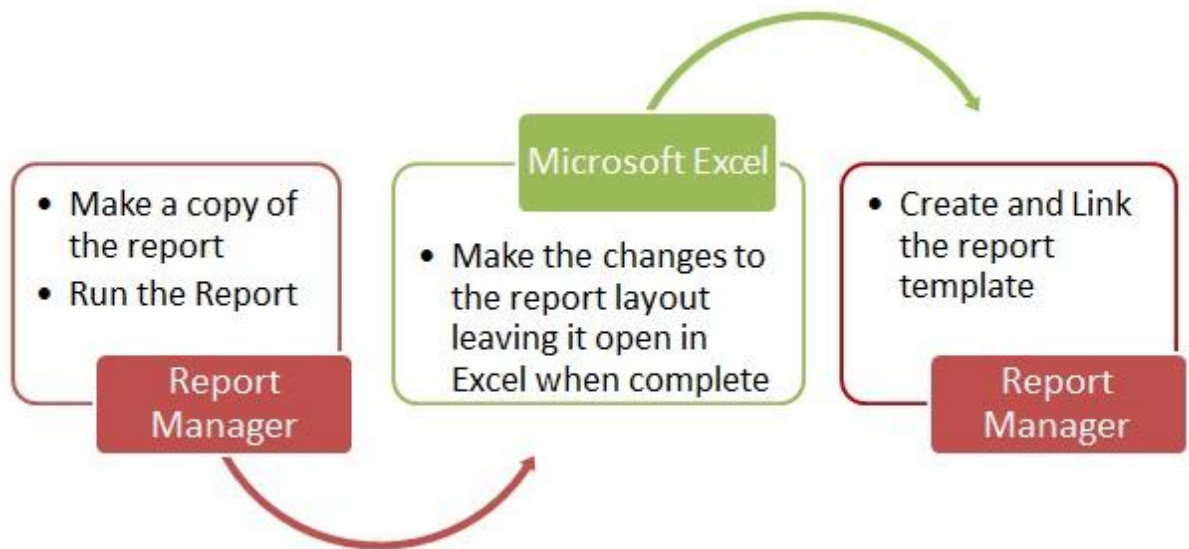 • Make a copy of
the report
• Run the Report
Report
Manager
Microsoft Excel
• Make the changes to
the report layout
leaving it open in
Excel when complete
• Create and Link
the report
template
Report
Manager